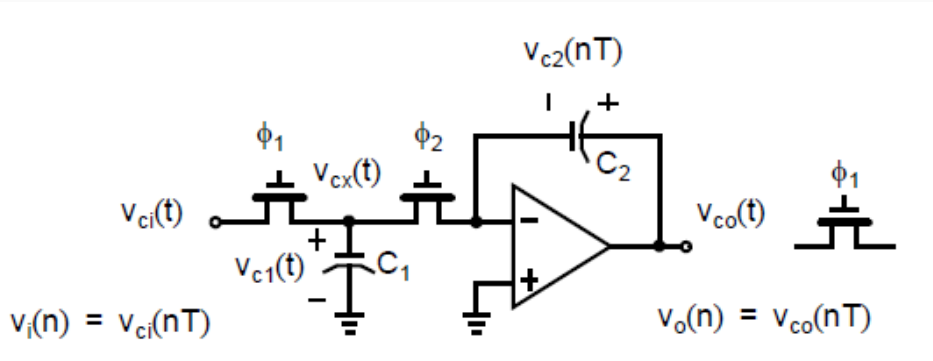 v_c2(nT)
− +
ϕ₁ v_cx(t) ϕ₂ C₂ ϕ₁
v_ci(t) − v_co(t)
+
v_c1(t) C₁
− +
v_i(n) = v_ci(nT) v_o(n) = v_co(nT)